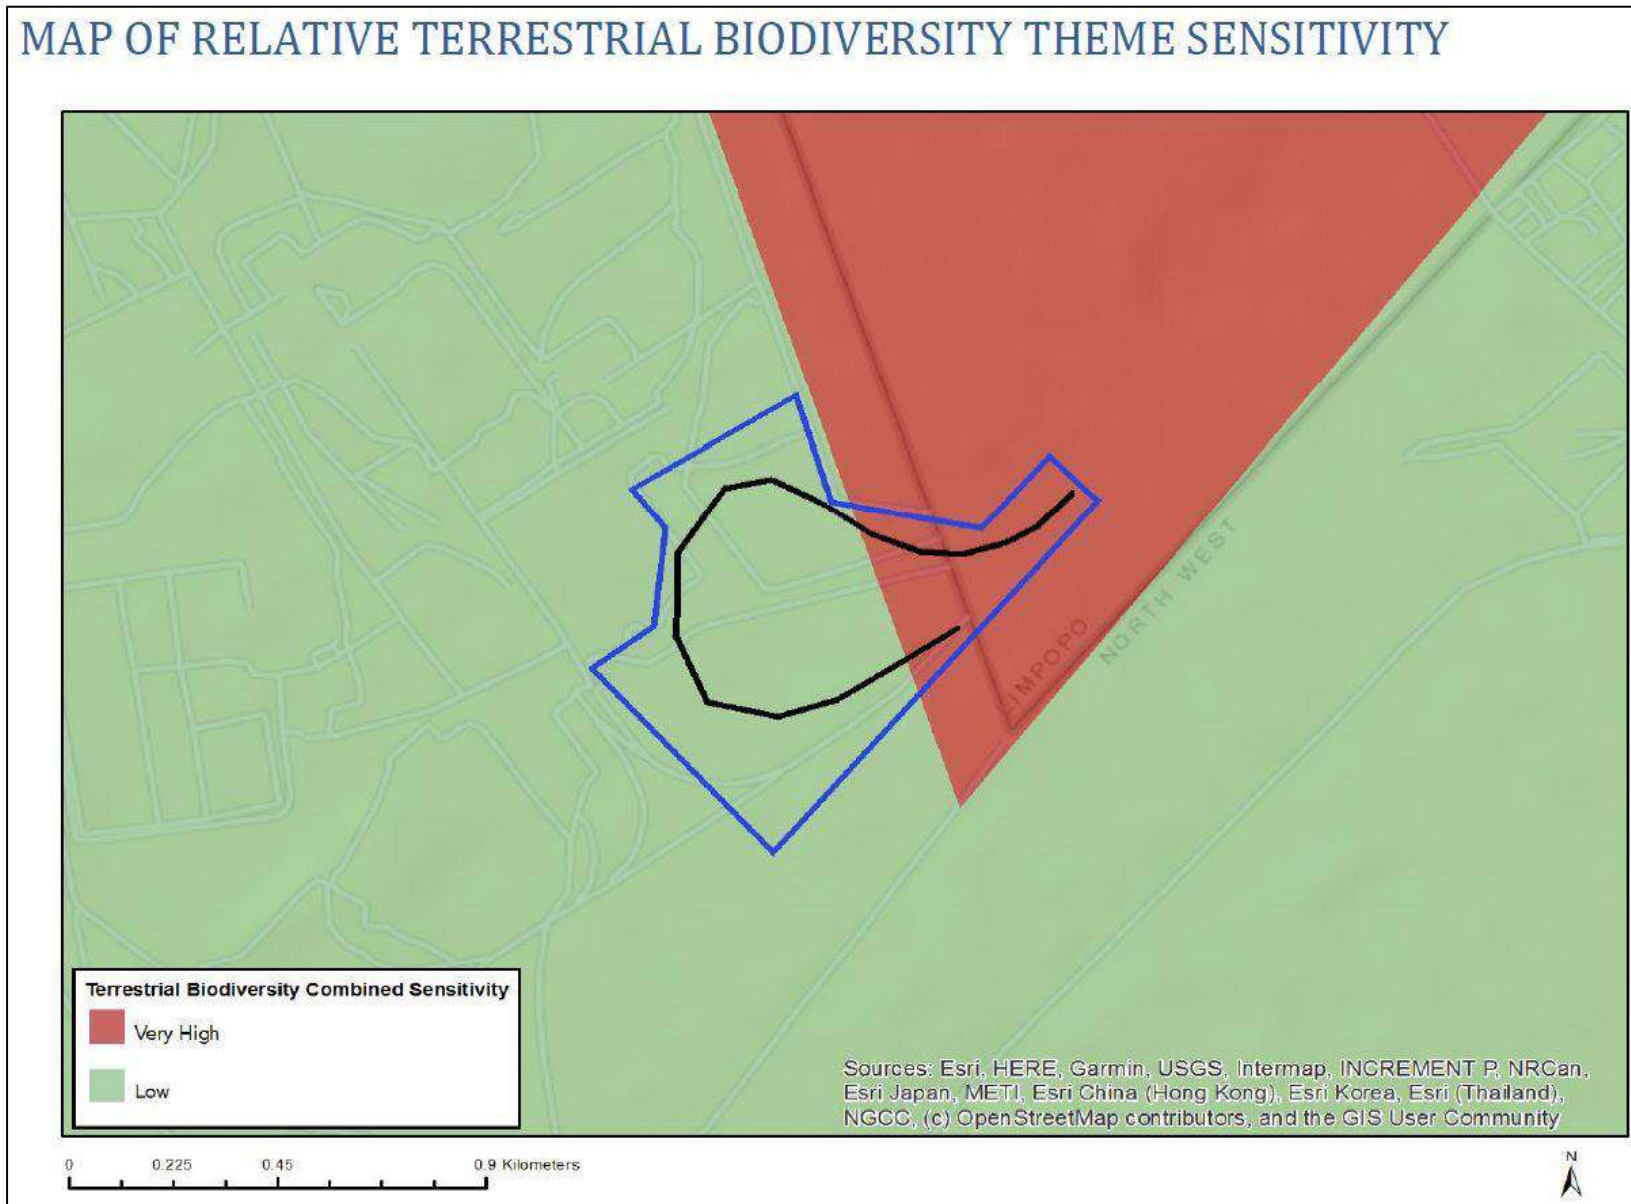 MAP OF RELATIVE TERRESTRIAL BIODIVERSITY THEME SENSITIVITY
LIMPOPO
NORTH WEST
Terrestrial Biodiversity Combined Sensitivity
Very High
Low
Sources: Esri, HERE, Garmin, USGS, Intermap, INCREMENT P, NRCan,
Esri Japan, METI, Esri China (Hong Kong), Esri Korea, Esri (Thailand),
NGCC, (c) OpenStreetMap contributors, and the GIS User Community
0 0.225 0.45 0.9 Kilometers
N